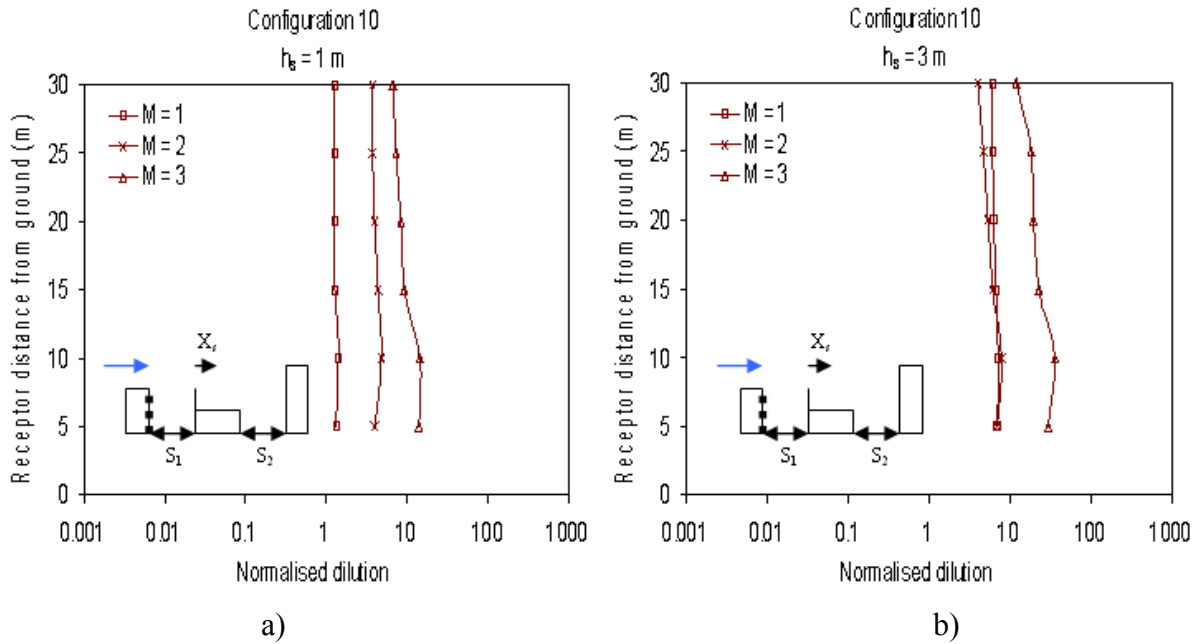 Configuration 10
hs = 1 m
Receptor distance from ground (m)
30
25
20
15
10
5
0
M = 1
M = 2
M = 3
Xs
S1
S2
0.001 0.01 0.1 1 10 100 1000
Normalised dilution
a)
Configuration 10
hs = 3 m
Receptor distance from ground (m)
30
25
20
15
10
5
0
M = 1
M = 2
M = 3
Xs
S1
S2
0.001 0.01 0.1 1 10 100 1000
Normalised dilution
b)